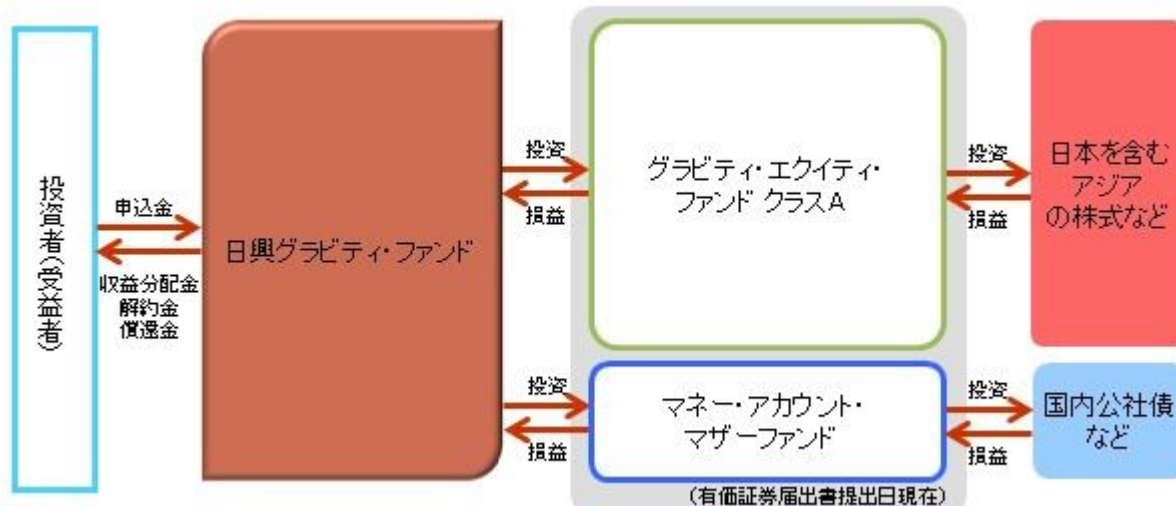 投資者(受益者)
申込金
収益分配金
解約金
償還金
日興グラビティ・ファンド
投資
損益
グラビティ・エクイティ・
ファンド クラスA
投資
損益
日本を含む
アジア
の株式など
投資
損益
マネー・アカウント・
マザーファンド
投資
損益
国内公社債
など
(有価証券届出書提出日現在)